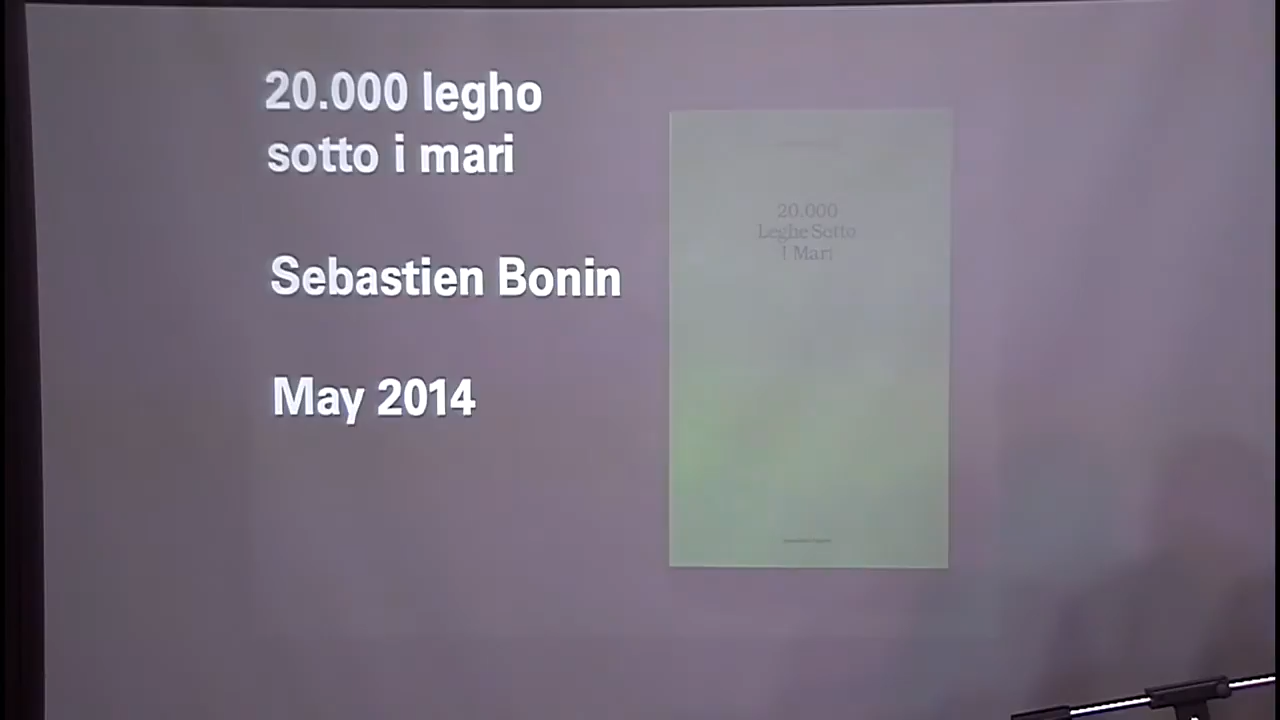 20.000 legho
sotto i mari
Sebastien Bonin
May 2014
20.000
Leghe Sotto
I Mari